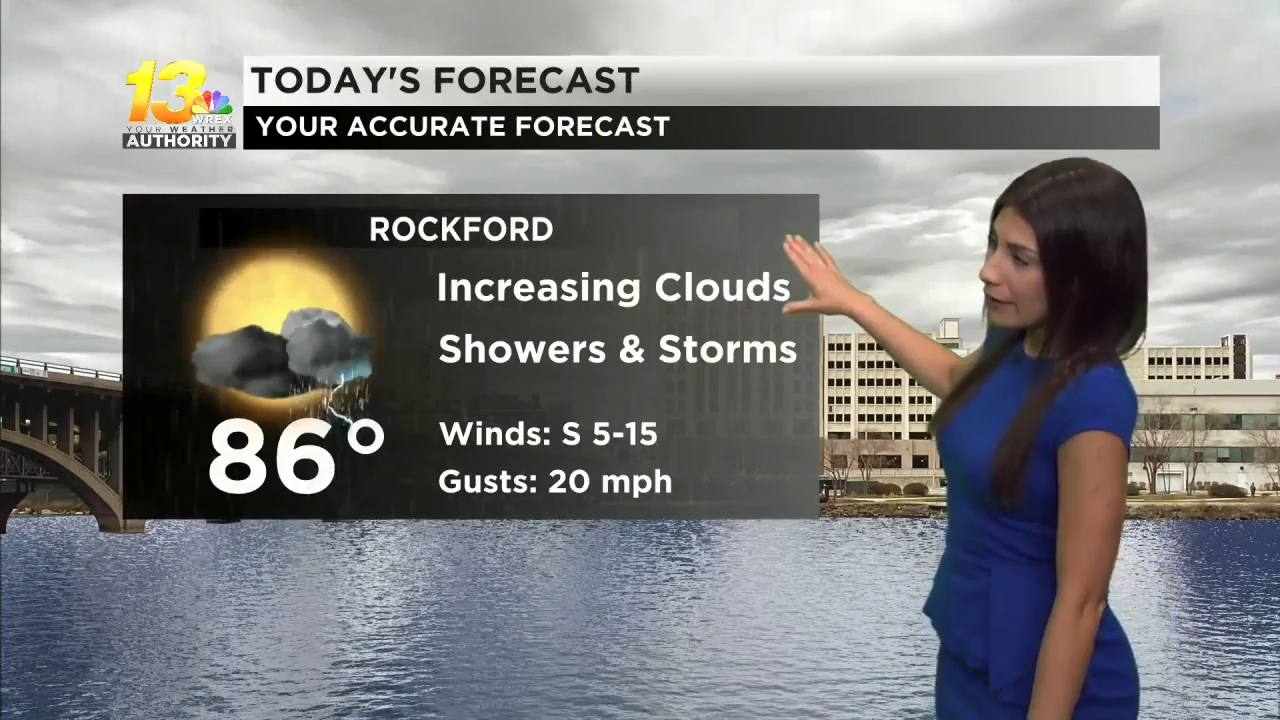 13
WREX
YOUR WEATHER
AUTHORITY
TODAY'S FORECAST
YOUR ACCURATE FORECAST
ROCKFORD
Increasing Clouds
Showers & Storms
86°
Winds: S 5-15
Gusts: 20 mph